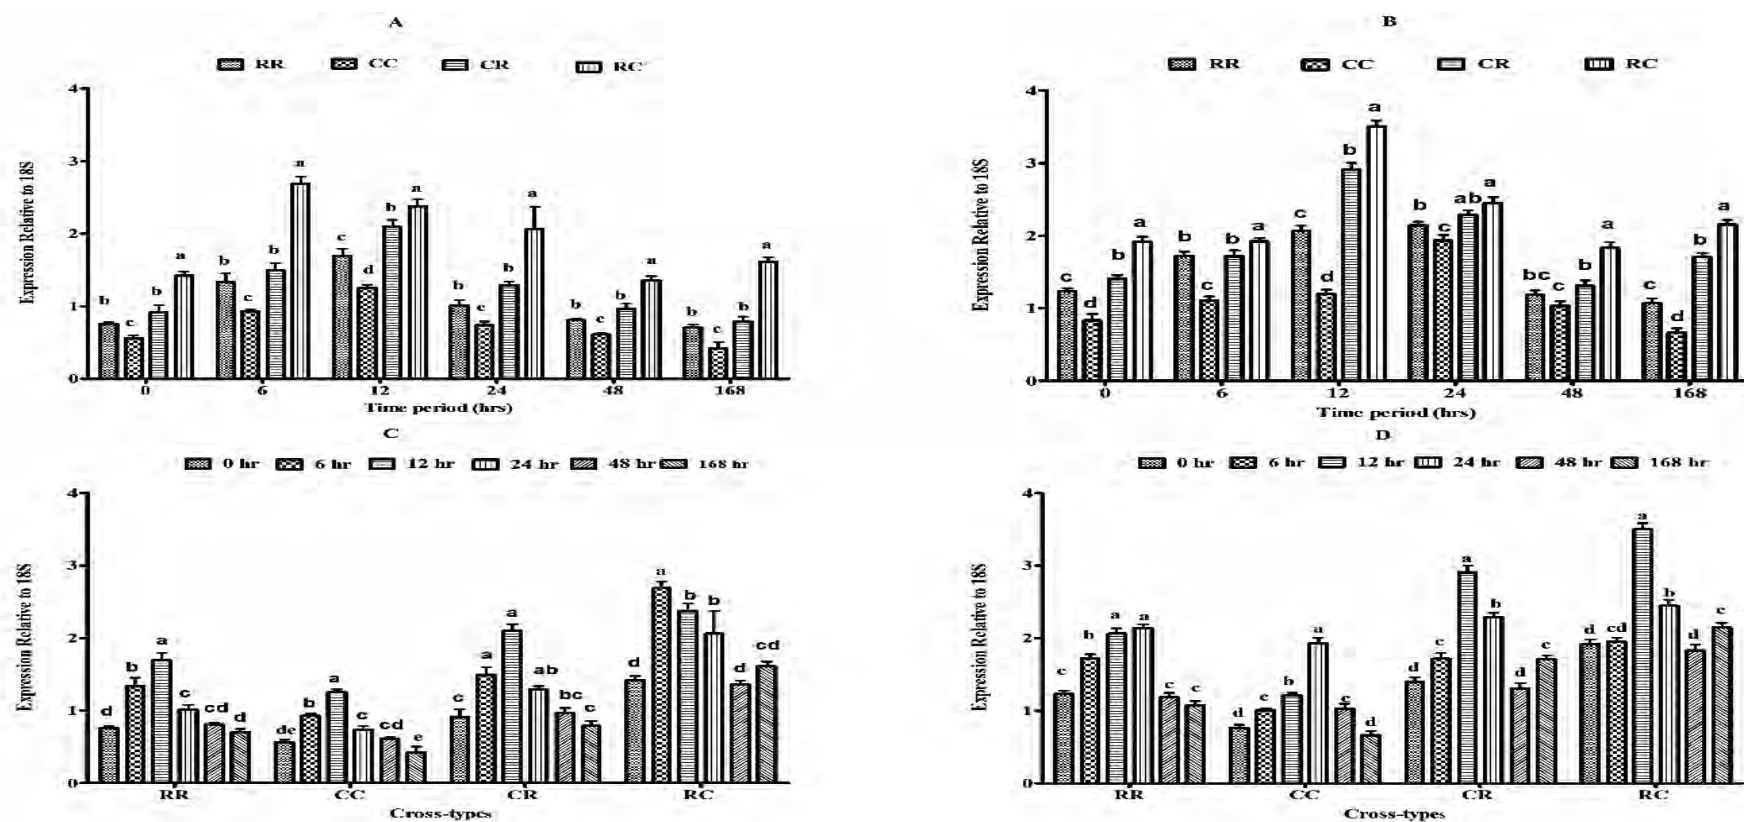 A
RR CC CR RC
Expression Relative to 18S
4
3
2
1
0
b c b a
b c b a
c d b a
b c b a
b c b a
b c b a
0 6 12 24 48 168
Time period (hrs)
B
RR CC CR RC
Expression Relative to 18S
4
3
2
1
0
c d b a
b c b a
c d b a
b c ab a
bc c b a
c d b a
0 6 12 24 48 168
Time period (hrs)
C
0 hr 6 hr 12 hr 24 hr 48 hr 168 hr
Expression Relative to 18S
4
3
2
1
0
d b a c cd d
de b a c cd e
c a a ab bc c
d a b b d cd
RR CC CR RC
Cross-types
D
0 hr 6 hr 12 hr 24 hr 48 hr 168 hr
Expression Relative to 18S
4
3
2
1
0
c b a a c c
d c b a c d
d c a b d c
d cd a b d c
RR CC CR RC
Cross-types